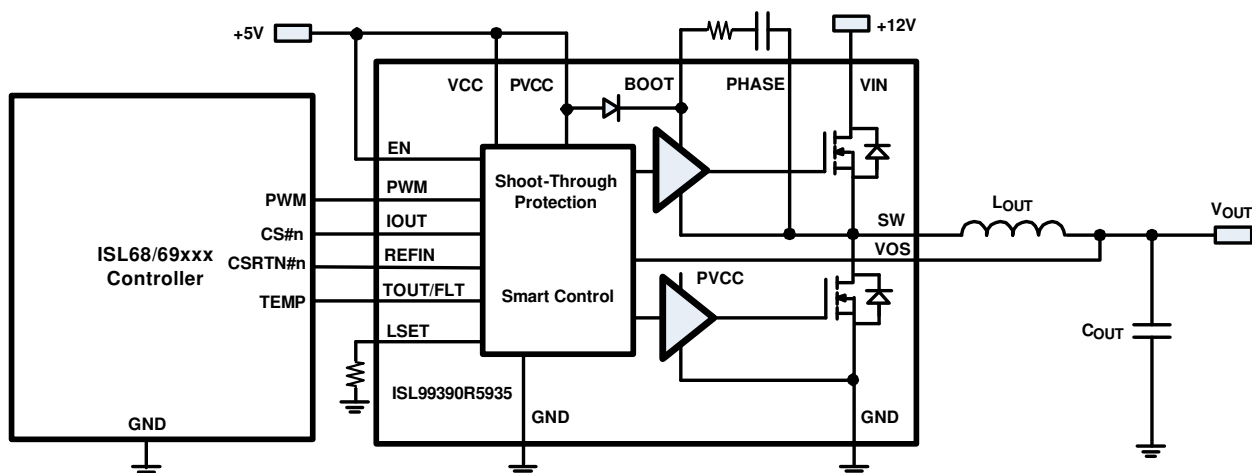 +5V
+12V
VCC
PVCC
BOOT
PHASE
VIN
EN
PWM
PWM
CS#n
IOUT
CSRTN#n
REFIN
TEMP
TOUT/FLT
LSET
ISL68/69xxx
Controller
GND
Shoot-Through
Protection
Smart Control
ISL99390R5935
GND
PVCC
SW
VOS
GND
LOUT
VOUT
COUT